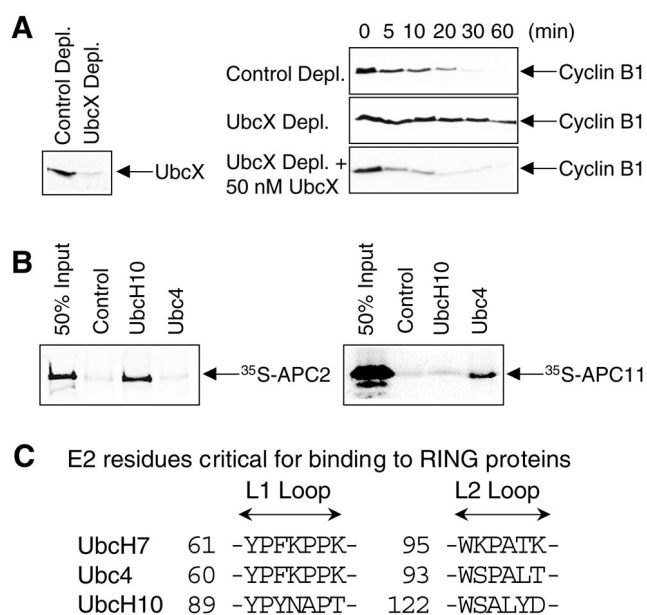 A
Control Depl.
UbcX Depl.
UbcX
0 5 10 20 30 60 (min)
Control Depl.
Cyclin B1
UbcX Depl.
Cyclin B1
UbcX Depl. +
50 nM UbcX
Cyclin B1
B
50% Input
Control
UbcH10
Ubc4
35S-APC2
50% Input
Control
UbcH10
Ubc4
35S-APC11
C E2 residues critical for binding to RING proteins
L1 Loop L2 Loop
UbcH7 61 -YPFKPPK- 95 -WKPATK-
Ubc4 60 -YPFKPPK- 93 -WSPALT-
UbcH10 89 -YPYNAPT- 122 -WSALYD-